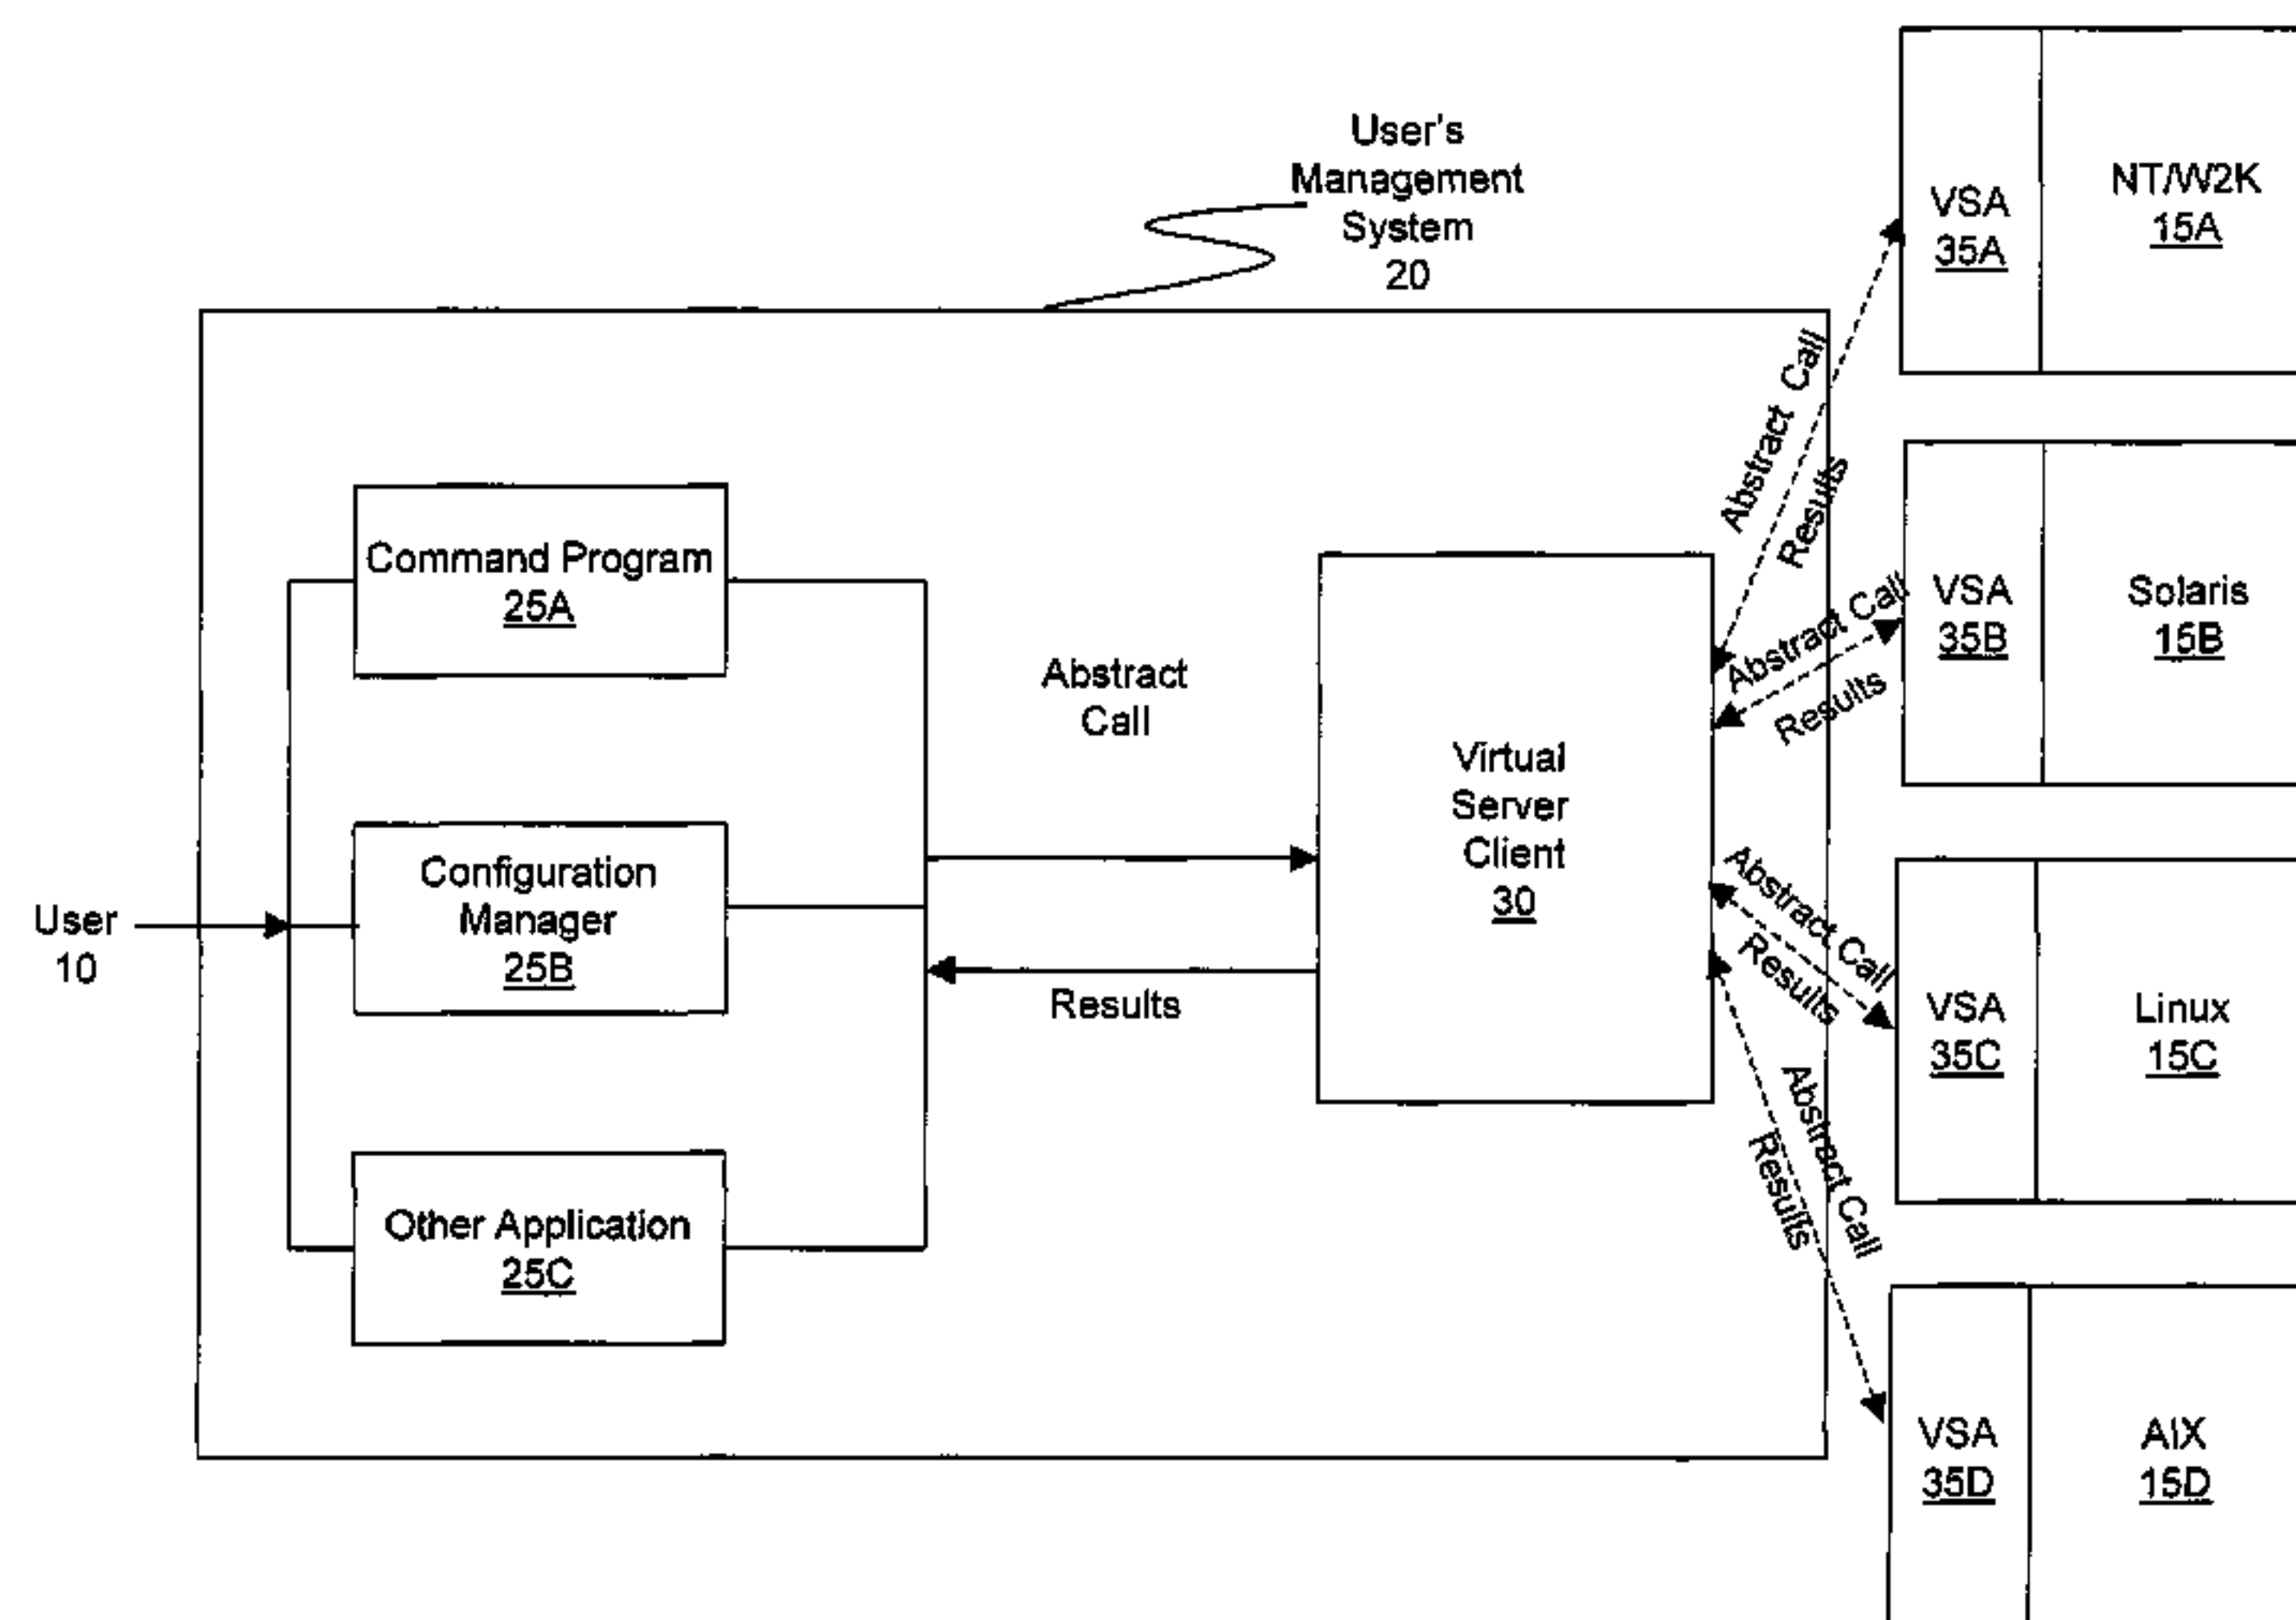 User's
Management
System
20
VSA
35A
NT/W2K
15A
Abstract Call
Results
Command Program
25A
VSA
35B
Solaris
15B
Abstract Call
Results
Abstract
Call
Virtual
Server
Client
30
User
10
Configuration
Manager
25B
Results
Abstract Call
Results
VSA
35C
Linux
15C
Abstract Call
Results
Other Application
25C
VSA
35D
AIX
15D